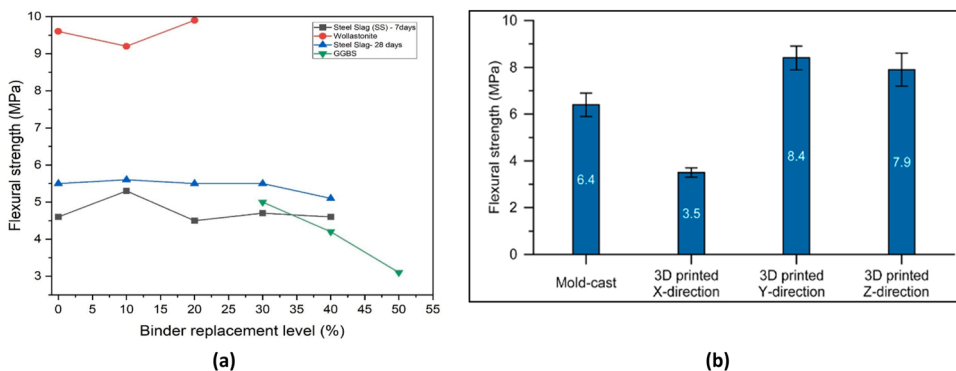 10
9
8
7
6
5
4
3
Flexural strength (MPa)
Steel Slag (SS) - 7days
Wollastonite
Steel Slag- 28 days
GGBS
0 5 10 15 20 25 30 35 40 45 50 55
Binder replacement level (%)
(a)
10
8
6
4
2
0
Flexural strength (MPa)
6.4
3.5
8.4
7.9
Mold-cast
3D printed
X-direction
3D printed
Y-direction
3D printed
Z-direction
(b)